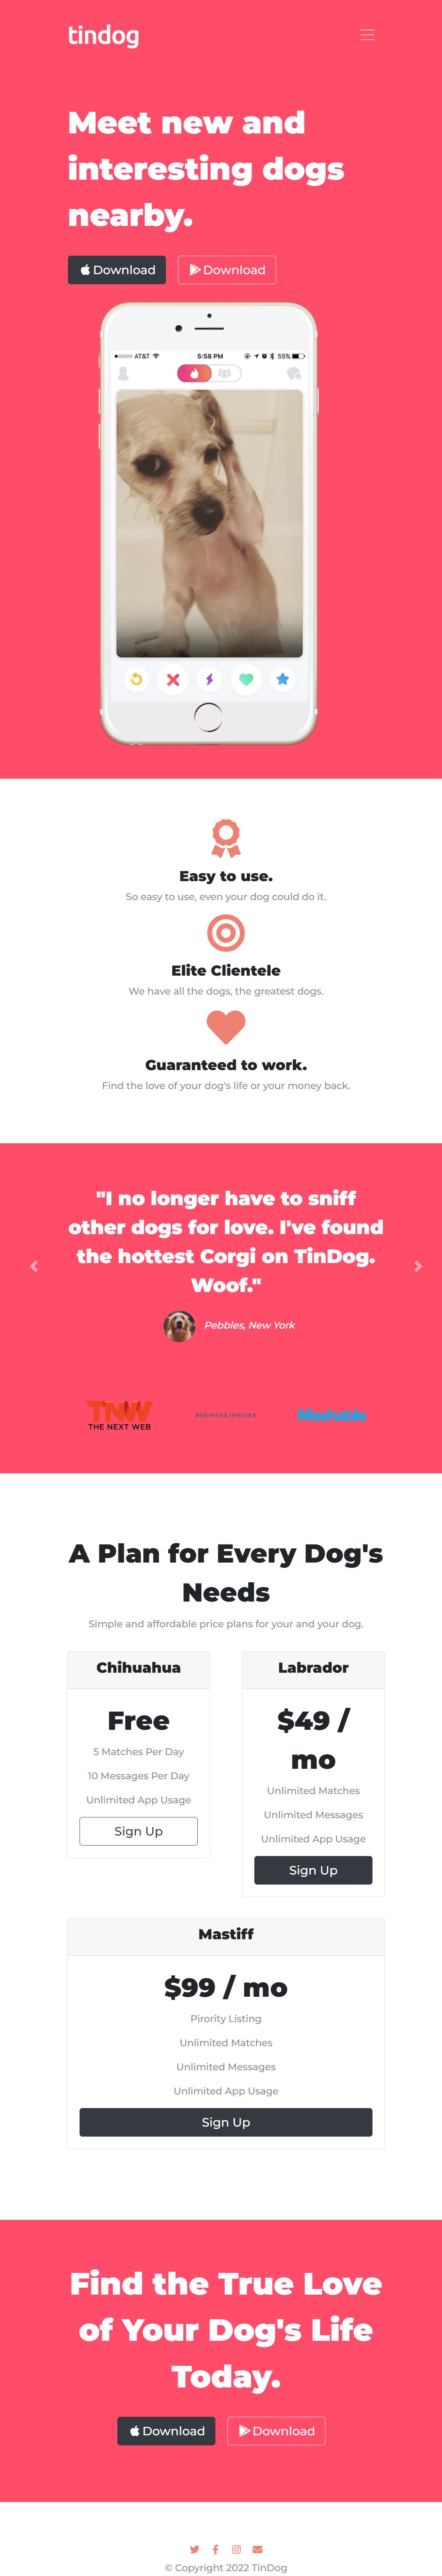 tindog
Meet new and
interesting dogs
nearby.
Download
Download
AT&T
5:58 PM
55%
Easy to use.
So easy to use, even your dog could do it.
Elite Clientele
We have all the dogs, the greatest dogs.
Guaranteed to work.
Find the love of your dog's life or your money back.
"I no longer have to sniff
other dogs for love. I've found
the hottest Corgi on TinDog.
Woof."
Pebbles, New York
TNW
THE NEXT WEB
BUSINESS INSIDER
Mashable
A Plan for Every Dog's
Needs
Simple and affordable price plans for your and your dog.
Chihuahua
Free
5 Matches Per Day
10 Messages Per Day
Unlimited App Usage
Sign Up
Labrador
$49 /
mo
Unlimited Matches
Unlimited Messages
Unlimited App Usage
Sign Up
Mastiff
$99 / mo
Pirority Listing
Unlimited Matches
Unlimited Messages
Unlimited App Usage
Sign Up
Find the True Love
of Your Dog's Life
Today.
Download
Download
© Copyright 2022 TinDog